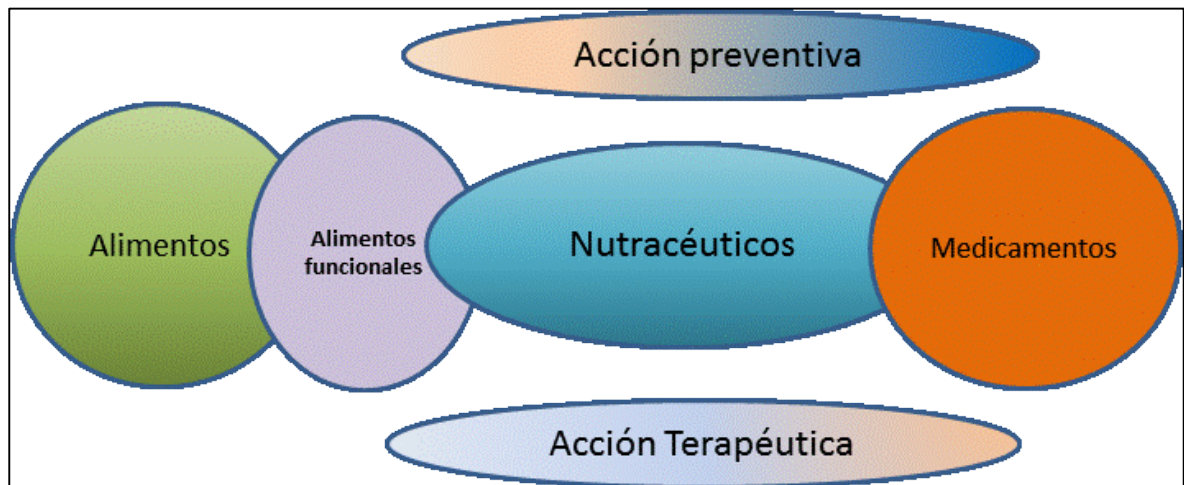 Acción preventiva
Alimentos
Alimentos
funcionales
Nutracéuticos
Medicamentos
Acción Terapéutica